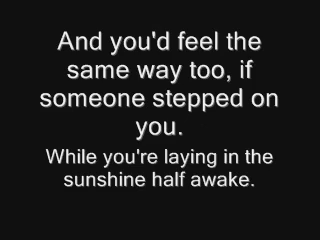 And you'd feel the
same way too, if
someone stepped on
you.
While you're laying in the
sunshine half awake.